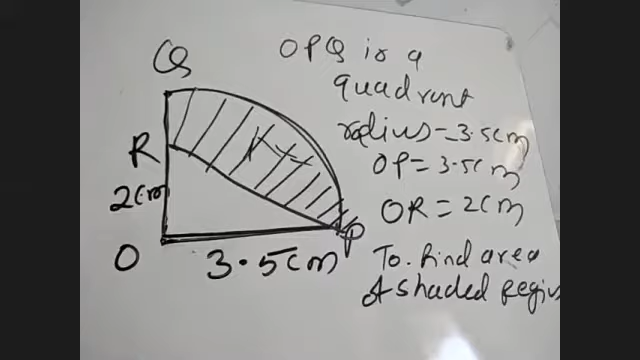 Q
R
2cm
O
3.5cm
P
OPQ is a
quadrant
radius = 3.5cm
OP = 3.5cm
OR = 2cm
To find area
of shaded